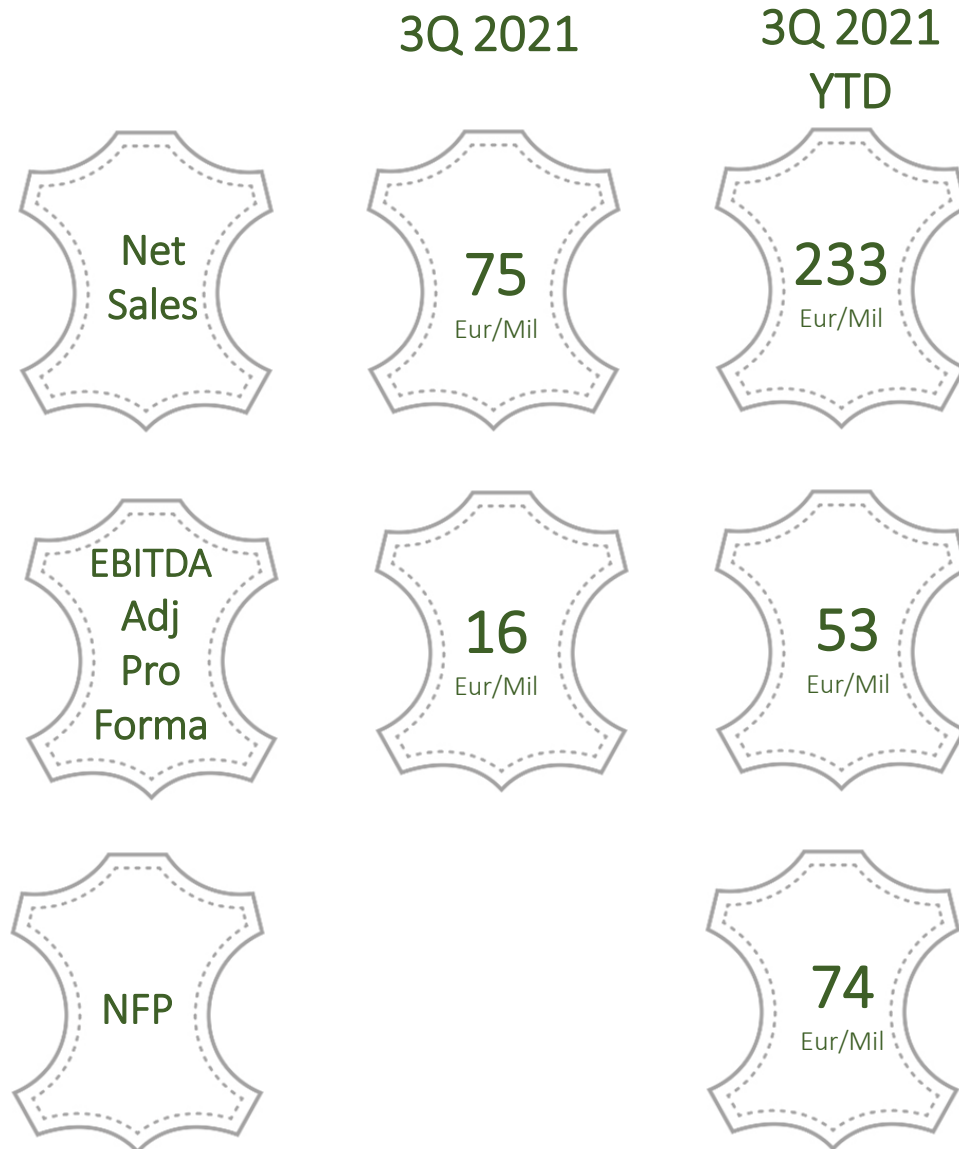 3Q 2021
3Q 2021
YTD
Net
Sales
75
Eur/Mil
233
Eur/Mil
EBITDA
Adj
Pro
Forma
16
Eur/Mil
53
Eur/Mil
NFP
74
Eur/Mil